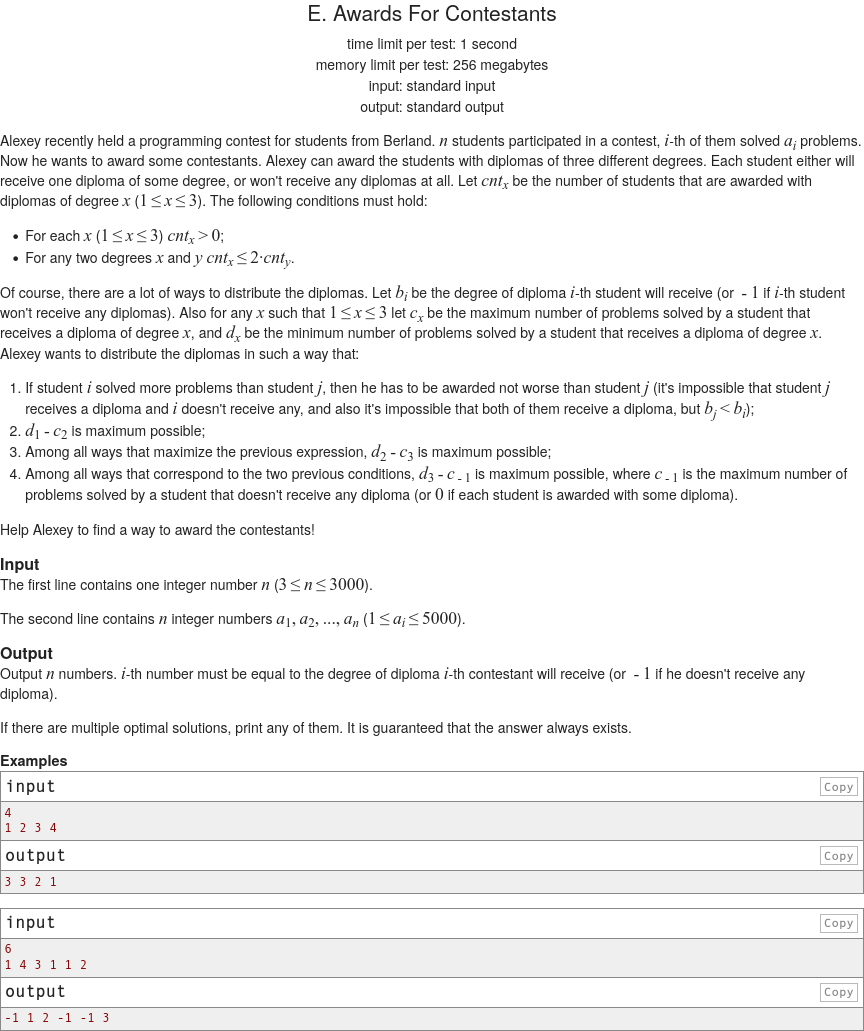 E. Awards For Contestants
time limit per test: 1 second
memory limit per test: 256 megabytes
input: standard input
output: standard output
Alexey recently held a programming contest for students from Berland. n students participated in a contest, i-th of them solved a_i problems.
Now he wants to award some contestants. Alexey can award the students with diplomas of three different degrees. Each student either will
receive one diploma of some degree, or won't receive any diplomas at all. Let cnt_x be the number of students that are awarded with
diplomas of degree x (1 ≤ x ≤ 3). The following conditions must hold:
• For each x (1 ≤ x ≤ 3) cnt_x > 0;
• For any two degrees x and y cnt_x ≤ 2·cnt_y.
Of course, there are a lot of ways to distribute the diplomas. Let b_i be the degree of diploma i-th student will receive (or - 1 if i-th student
won't receive any diplomas). Also for any x such that 1 ≤ x ≤ 3 let c_x be the maximum number of problems solved by a student that
receives a diploma of degree x, and d_x be the minimum number of problems solved by a student that receives a diploma of degree x.
Alexey wants to distribute the diplomas in such a way that:
1. If student i solved more problems than student j, then he has to be awarded not worse than student j (it's impossible that student j
receives a diploma and i doesn't receive any, and also it's impossible that both of them receive a diploma, but b_j < b_i);
2. d_1 - c_2 is maximum possible;
3. Among all ways that maximize the previous expression, d_2 - c_3 is maximum possible;
4. Among all ways that correspond to the two previous conditions, d_3 - c_{- 1} is maximum possible, where c_{- 1} is the maximum number of
problems solved by a student that doesn't receive any diploma (or 0 if each student is awarded with some diploma).
Help Alexey to find a way to award the contestants!
Input
The first line contains one integer number n (3 ≤ n ≤ 3000).
The second line contains n integer numbers a_1, a_2, ..., a_n (1 ≤ a_i ≤ 5000).
Output
Output n numbers. i-th number must be equal to the degree of diploma i-th contestant will receive (or - 1 if he doesn't receive any
diploma).
If there are multiple optimal solutions, print any of them. It is guaranteed that the answer always exists.
Examples
input Copy
4
1 2 3 4
output Copy
3 3 2 1
input Copy
6
1 4 3 1 1 2
output Copy
-1 1 2 -1 -1 3